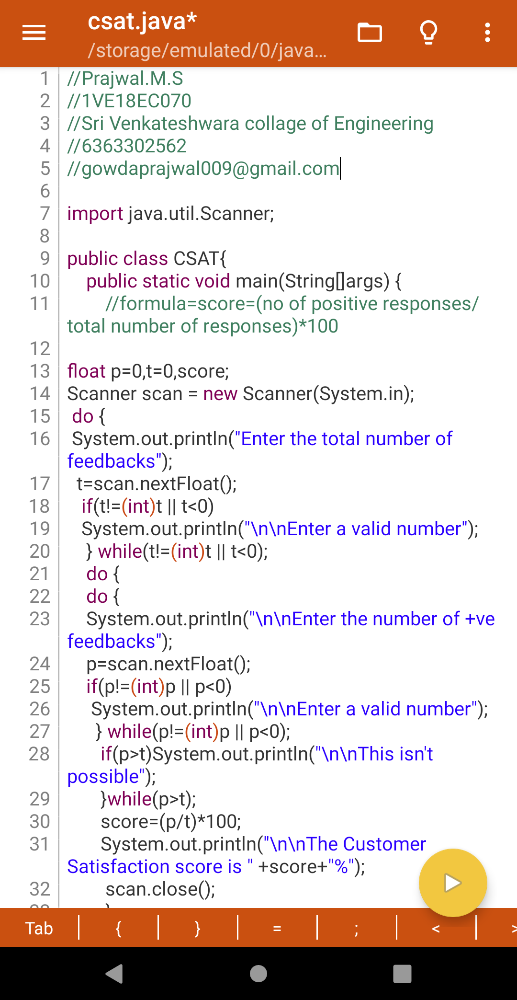 csat.java*
/storage/emulated/0/java...
1 //Prajwal.M.S
2 //1VE18EC070
3 //Sri Venkateshwara collage of Engineering
4 //6363302562
5 //gowdaprajwal009@gmail.com
6
7 import java.util.Scanner;
8
9 public class CSAT{
10 public static void main(String[]args) {
11 //formula=score=(no of positive responses/
total number of responses)*100
12
13 float p=0,t=0,score;
14 Scanner scan = new Scanner(System.in);
15 do {
16 System.out.println("Enter the total number of
feedbacks");
17 t=scan.nextFloat();
18 if(t!=(int)t || t<0)
19 System.out.println("\n\nEnter a valid number");
20 } while(t!=(int)t || t<0);
21 do {
22 do {
23 System.out.println("\n\nEnter the number of +ve
feedbacks");
24 p=scan.nextFloat();
25 if(p!=(int)p || p<0)
26 System.out.println("\n\nEnter a valid number");
27 } while(p!=(int)p || p<0);
28 if(p>t)System.out.println("\n\nThis isn't
possible");
29 }while(p>t);
30 score=(p/t)*100;
31 System.out.println("\n\nThe Customer
Satisfaction score is " +score+"%");
32 scan.close();
Tab { } = ; < >